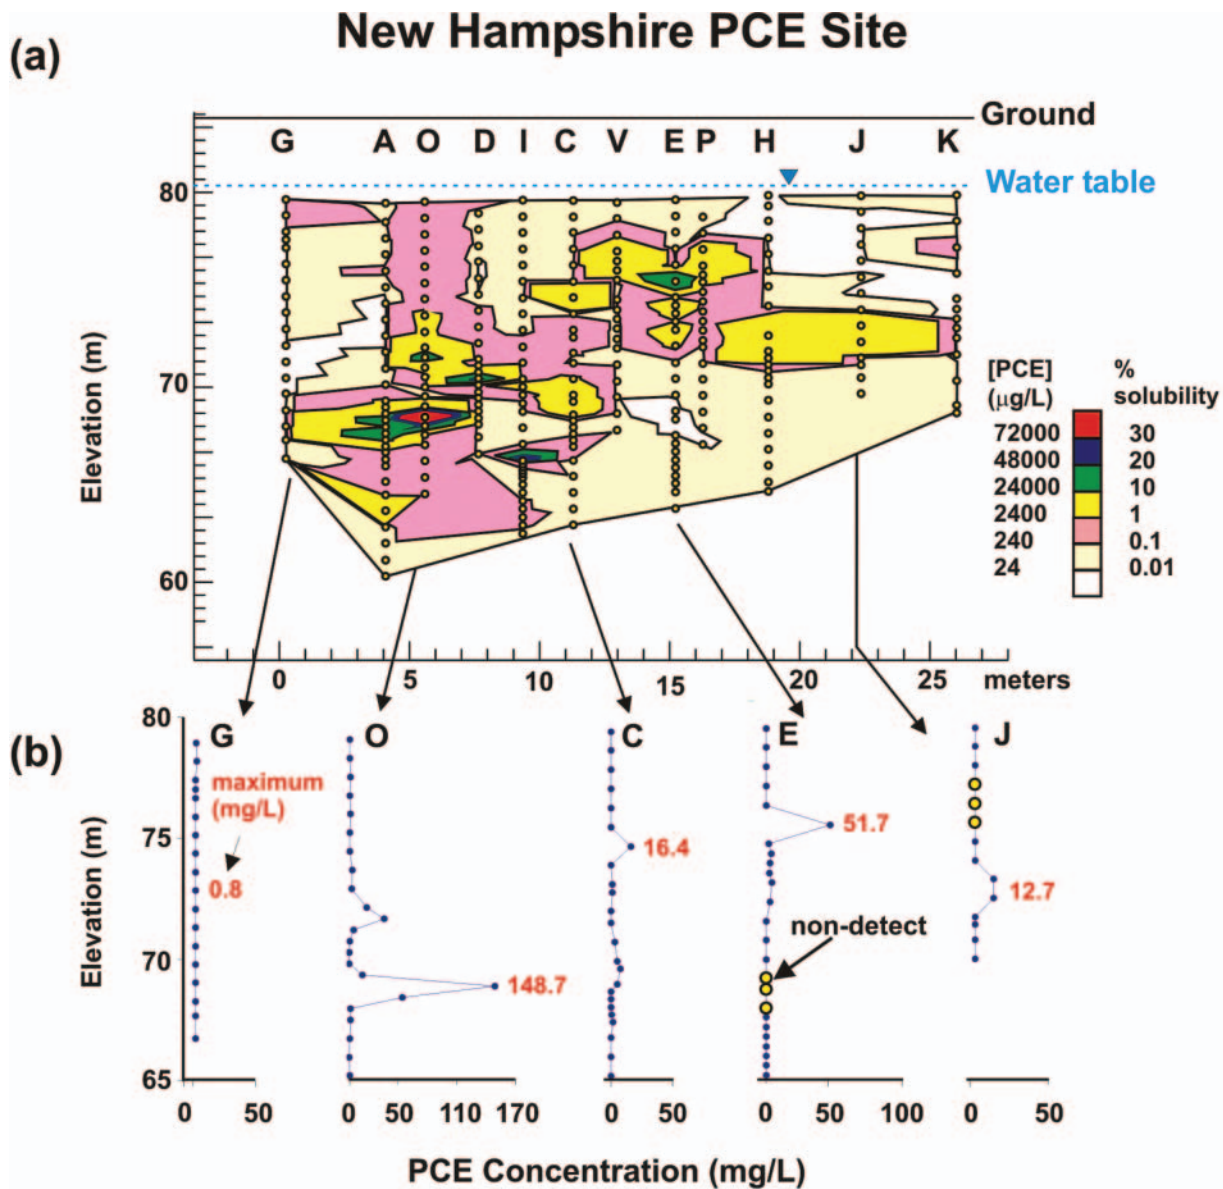 New Hampshire PCE Site
(a)
Ground
G A O D I C V E P H J K
Water table
80
70
60
Elevation (m)
[PCE] %
(μg/L) solubility
72000 30
48000 20
24000 10
2400 1
240 0.1
24 0.01
0 5 10 15 20 25 meters
(b)
80
75
70
65
Elevation (m)
G O C E J
maximum
(mg/L)
0.8
148.7
16.4
51.7
12.7
non-detect
0 50 0 50 110 170 0 50 0 50 100 0 50
PCE Concentration (mg/L)